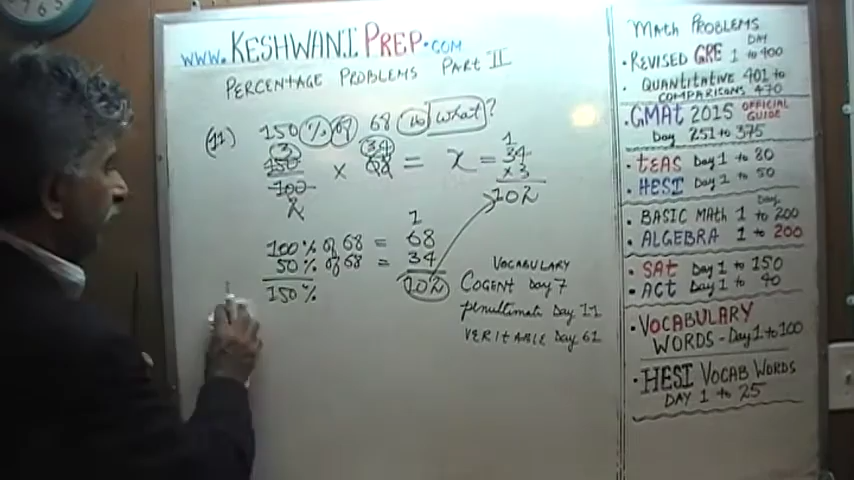 www.KESHWANIPREP.COM
PERCENTAGE PROBLEMS PART II
(11) 150 % of 68 is what?
3 34 1
150 × 68 = x = 34
100 × 3
2 102
1
100% of 68 = 68
50% of 68 = 34
150% 102
VOCABULARY
COGENT Day 7
penultimate Day 11
VERITABLE Day 61
MATH PROBLEMS
DAY
• REVISED GRE 1 to 400
• QUANTITATIVE 401 to
COMPARISONS 470
• GMAT 2015 OFFICIAL GUIDE
Day 251 to 375
• TEAS Day 1 to 80
• HESI Day 1 to 50
Day
• BASIC MATH 1 to 200
• ALGEBRA 1 to 200
• SAT Day 1 to 150
• ACT Day 1 to 40
• VOCABULARY
WORDS - Day 1 to 100
• HESI VOCAB WORDS
DAY 1 to 25